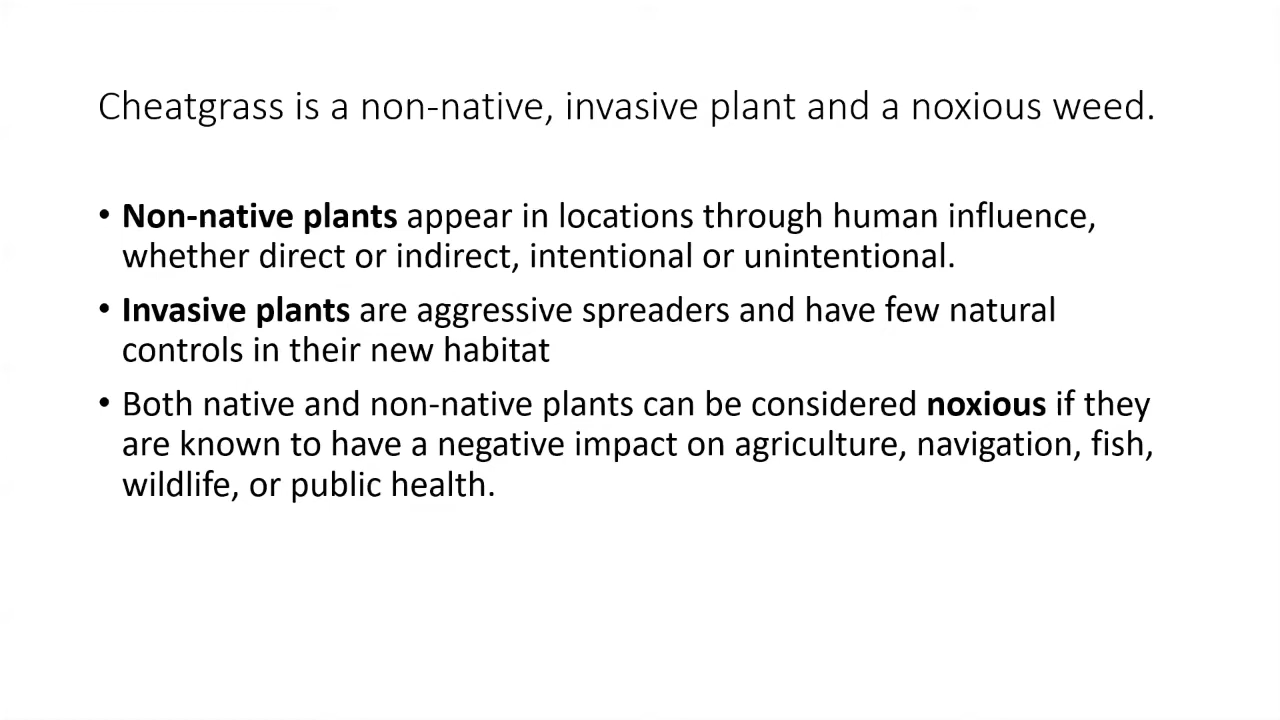 Cheatgrass is a non-native, invasive plant and a noxious weed.
• Non-native plants appear in locations through human influence,
whether direct or indirect, intentional or unintentional.
• Invasive plants are aggressive spreaders and have few natural
controls in their new habitat
• Both native and non-native plants can be considered noxious if they
are known to have a negative impact on agriculture, navigation, fish,
wildlife, or public health.